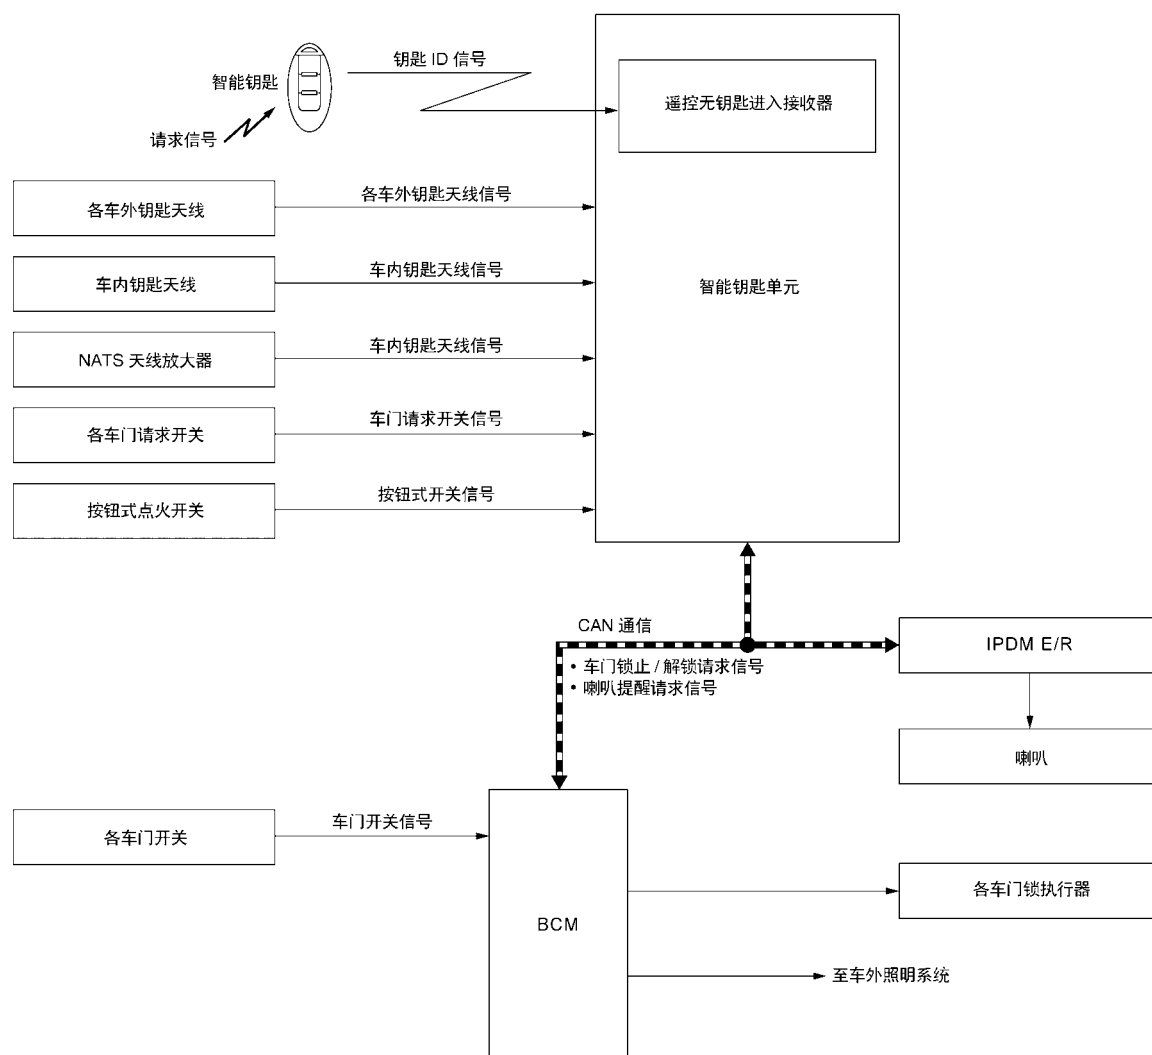 钥匙 ID 信号
智能钥匙
遥控无钥匙进入接收器
请求信号
各车外钥匙天线
各车外钥匙天线信号
车内钥匙天线
车内钥匙天线信号
智能钥匙单元
NATS 天线放大器
车内钥匙天线信号
各车门请求开关
车门请求开关信号
按钮式点火开关
按钮式开关信号
CAN 通信
• 车门锁止 / 解锁请求信号
• 喇叭提醒请求信号
IPDM E/R
喇叭
各车门开关
车门开关信号
BCM
各车门锁执行器
至车外照明系统